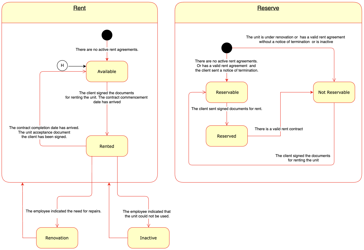 Rent
There are no active rent agreements.
H
Available
The client signed the documents
for renting the unit. The contract commencement
date has arrived
The contract completion date has arrived.
The unit acceptance document
the client has been signed.
Rented
The employee indicated the need for repairs.
The employee indicated that
the unit could not be used.
Renovation
Inactive
Reserve
The unit is under renovation or has a valid rent agreement
without a notice of termination or is inactive
There are no active rent agreements.
Or has a valid rent agreement and
the client sent a notice of termination.
Reservable
Not Reservable
The client sent signed documents for rent.
Reserved
There is a valid rent contract
The client signed the documents
for renting the unit